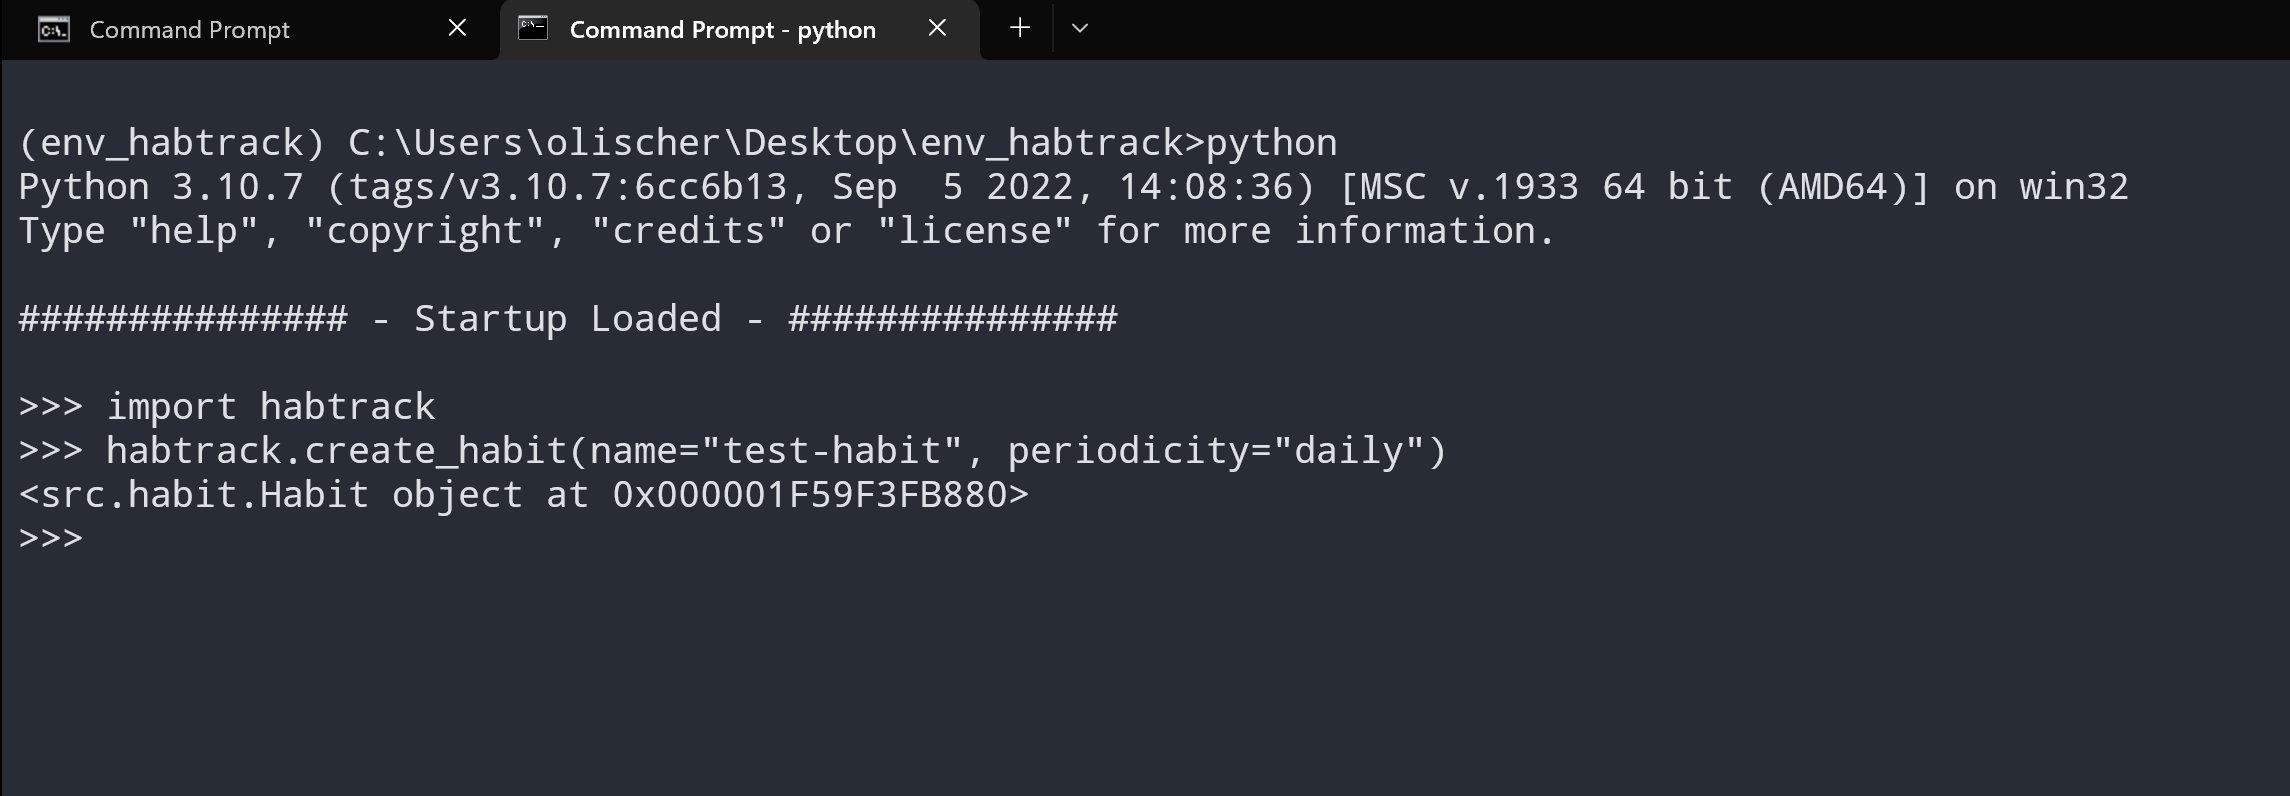 Command Prompt
Command Prompt - python
(env_habtrack) C:\Users\olischer\Desktop\env_habtrack>python
Python 3.10.7 (tags/v3.10.7:6cc6b13, Sep  5 2022, 14:08:36) [MSC v.1933 64 bit (AMD64)] on win32
Type "help", "copyright", "credits" or "license" for more information.
############### - Startup Loaded - ###############
>>> import habtrack
>>> habtrack.create_habit(name="test-habit", periodicity="daily")
<src.habit.Habit object at 0x000001F59F3FB880>
>>>